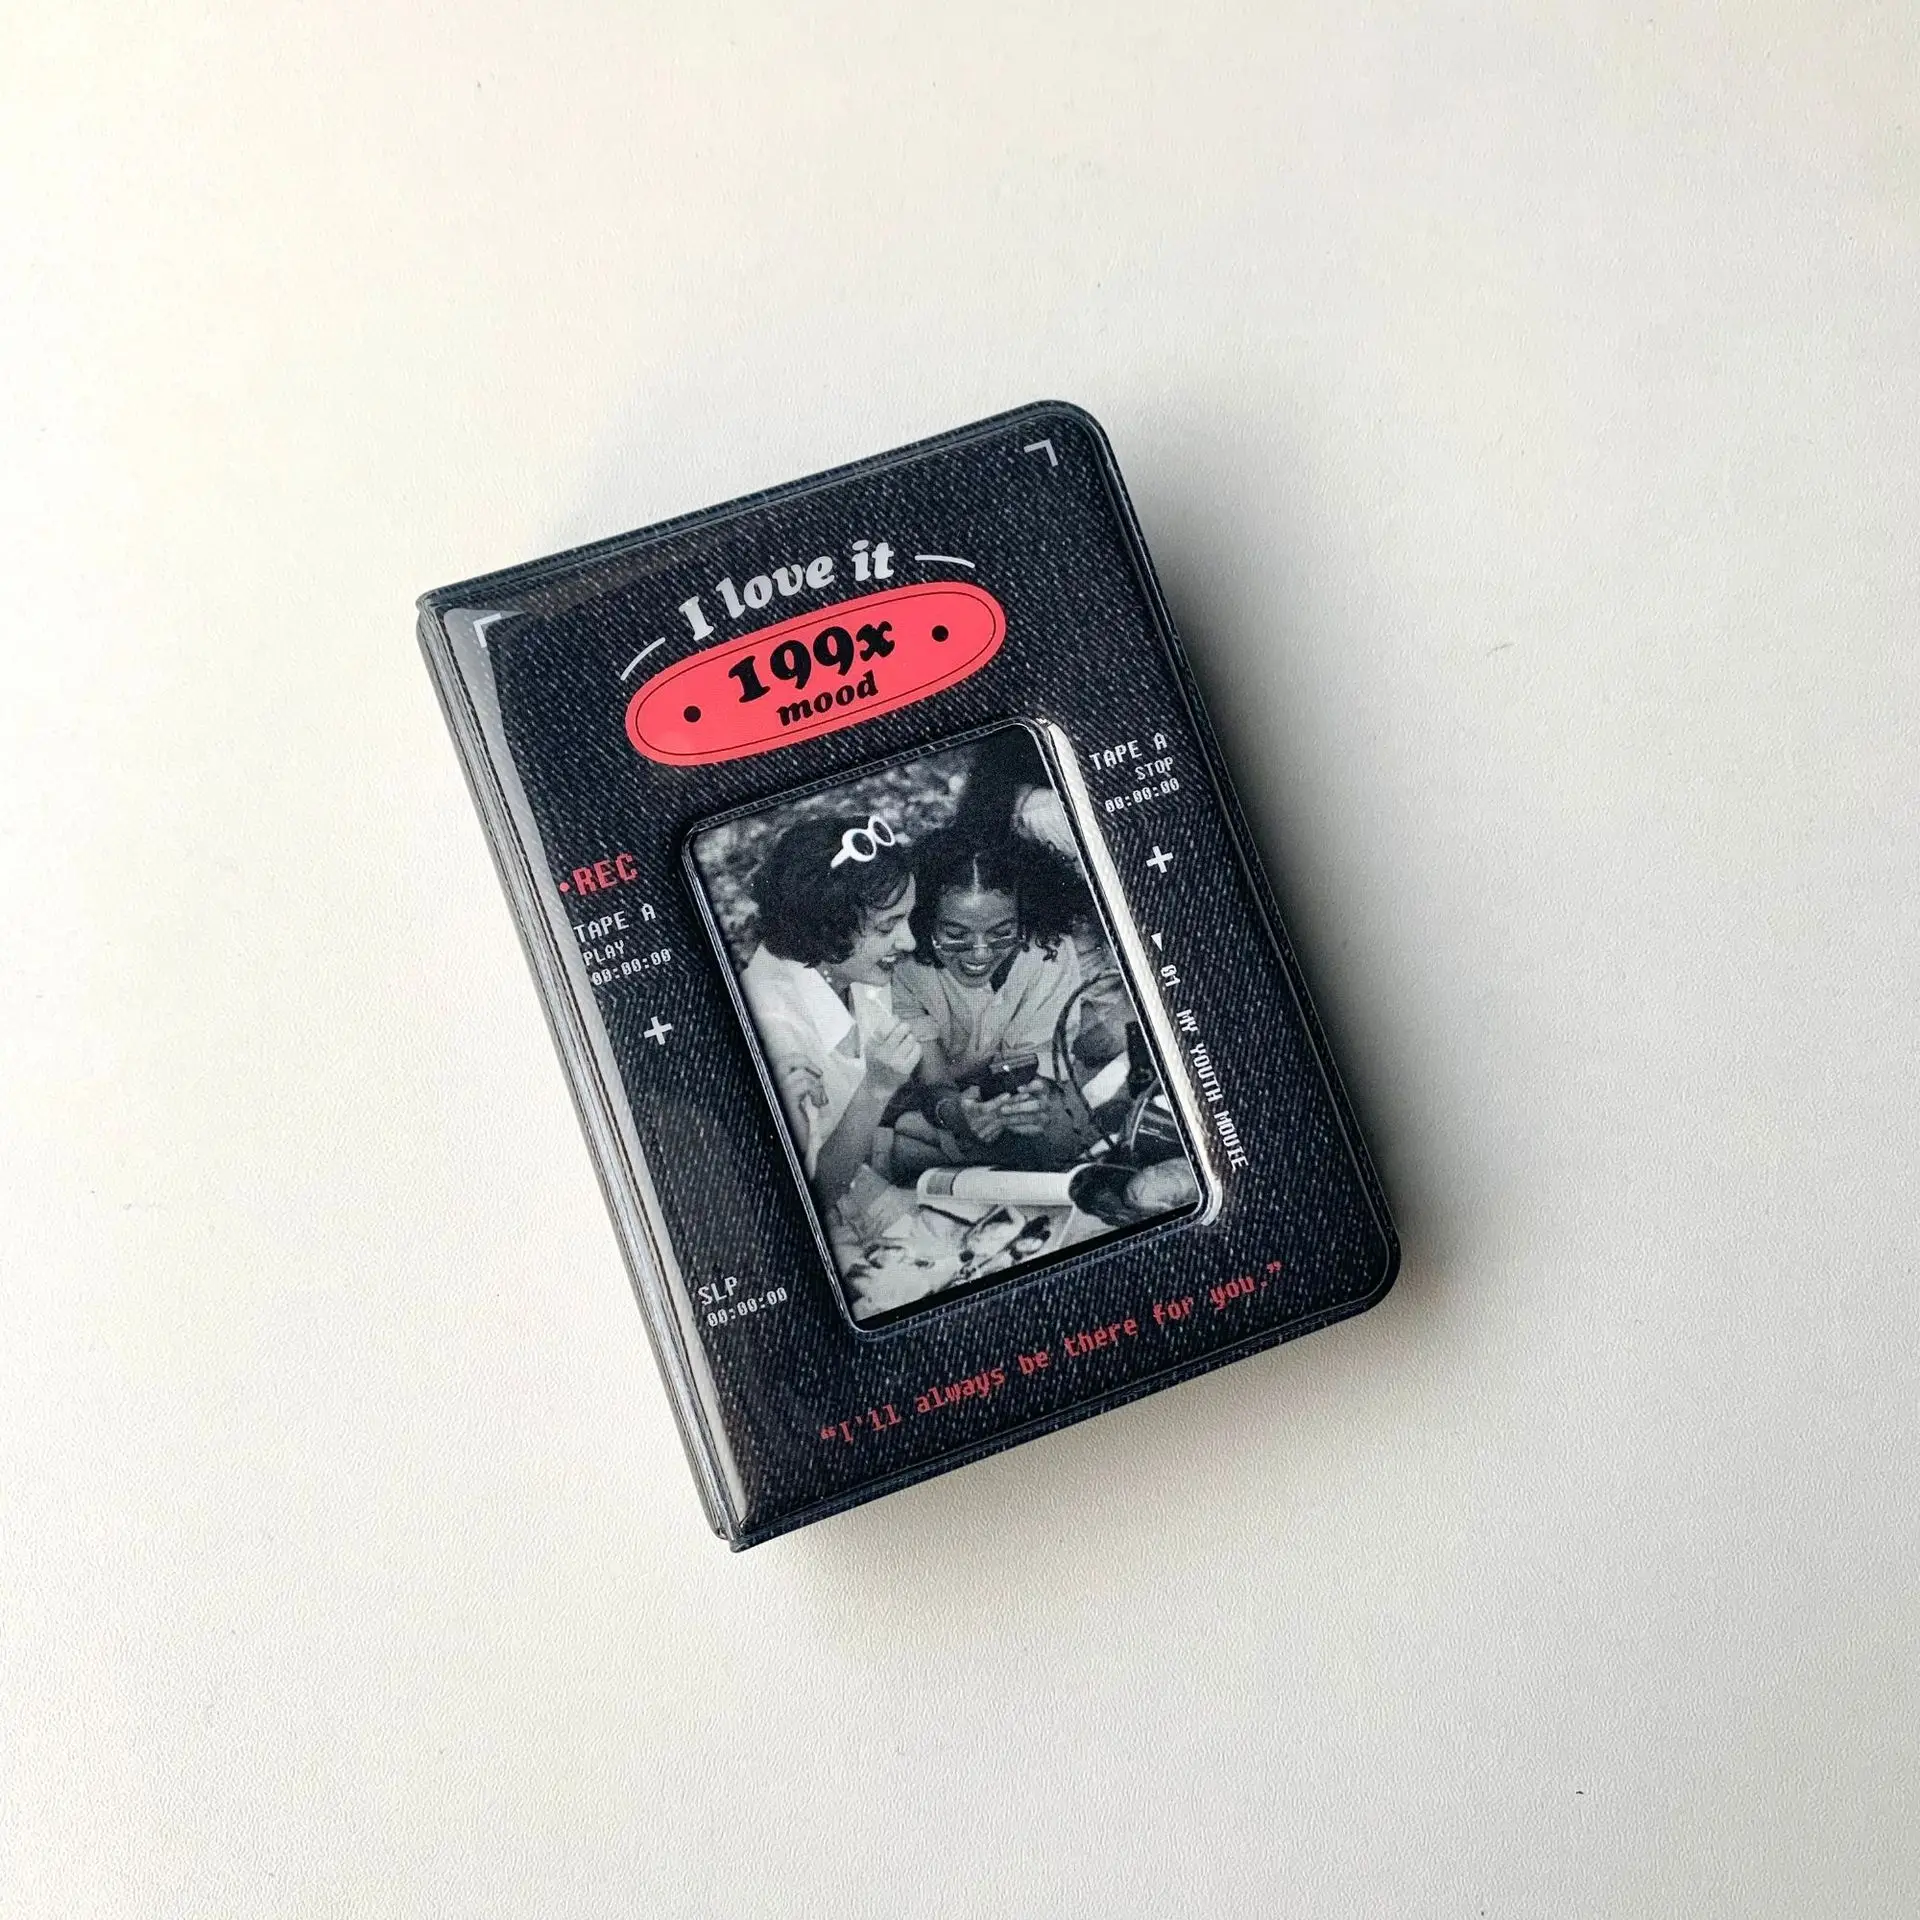 I love it
199x
mood
TAPE A
STOP
00:00:00
•REC
TAPE A
PLAY
00:00:00
01 MY YOUTH MOVIE
SLP
00:00:00
“I'll always be there for you.”